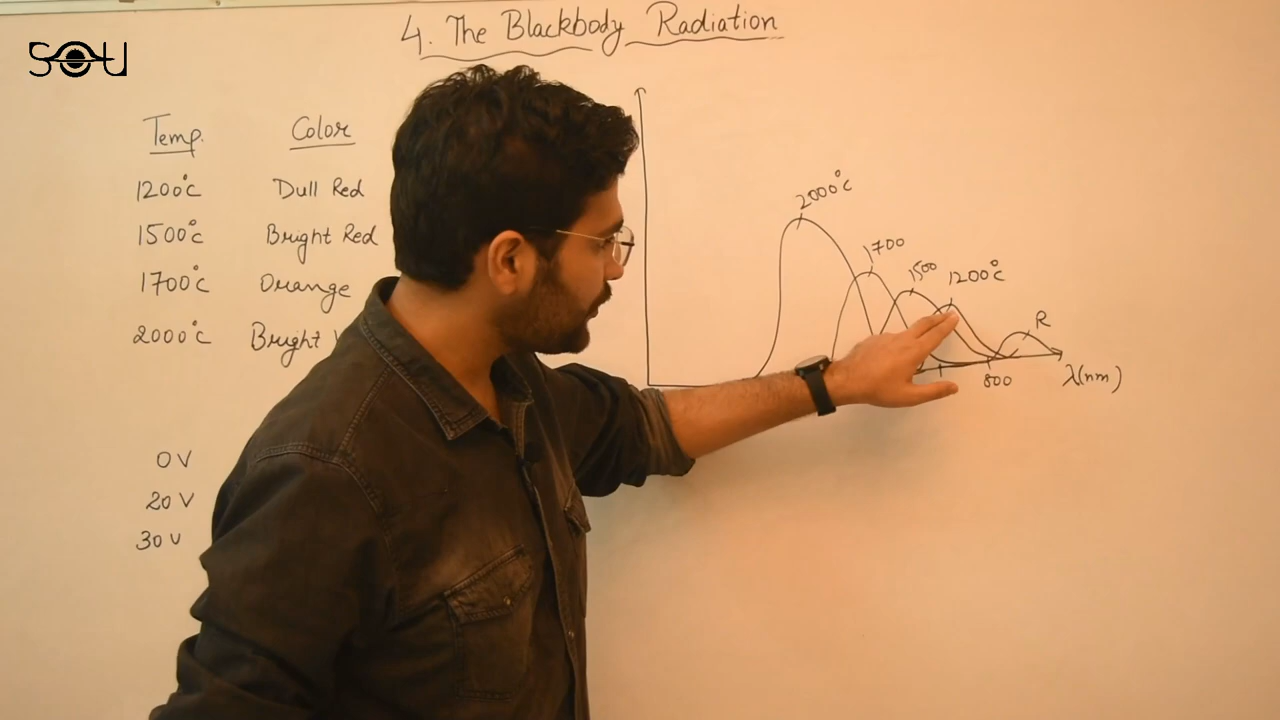 SOU
4. The Blackbody Radiation
Temp. Color
1200°C Dull Red
1500°C Bright Red
1700°C Orange
2000°C Bright
0V
20V
30V
2000°C
1700
1500
1200°C
R
800
λ(nm)